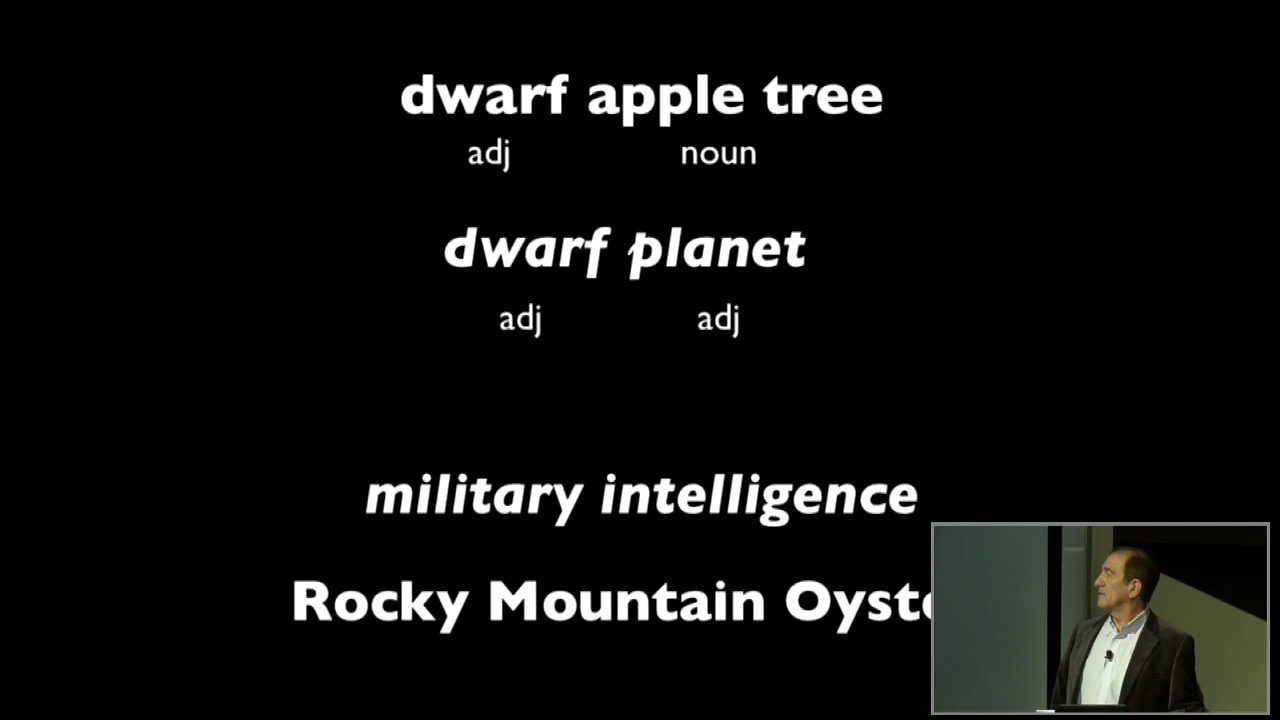 dwarf apple tree
adj noun
dwarf planet
adj adj
military intelligence
Rocky Mountain